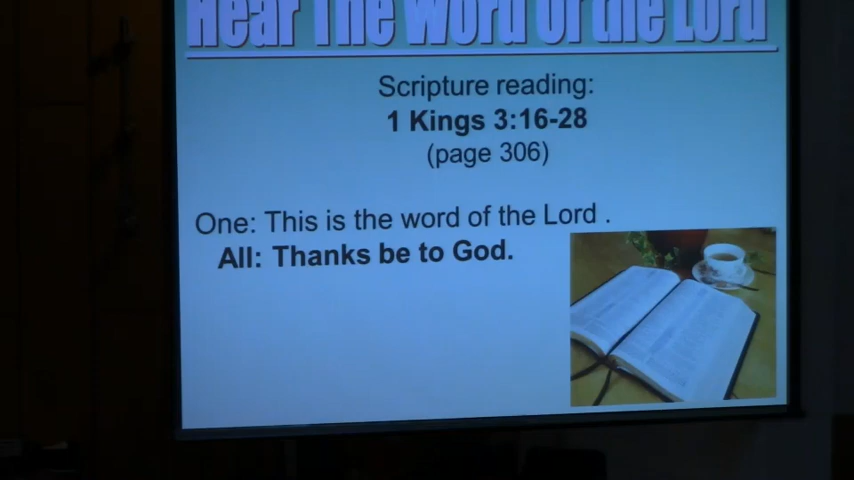 Hear The Word Of the Lord
Scripture reading:
1 Kings 3:16-28
(page 306)
One: This is the word of the Lord .
All: Thanks be to God.